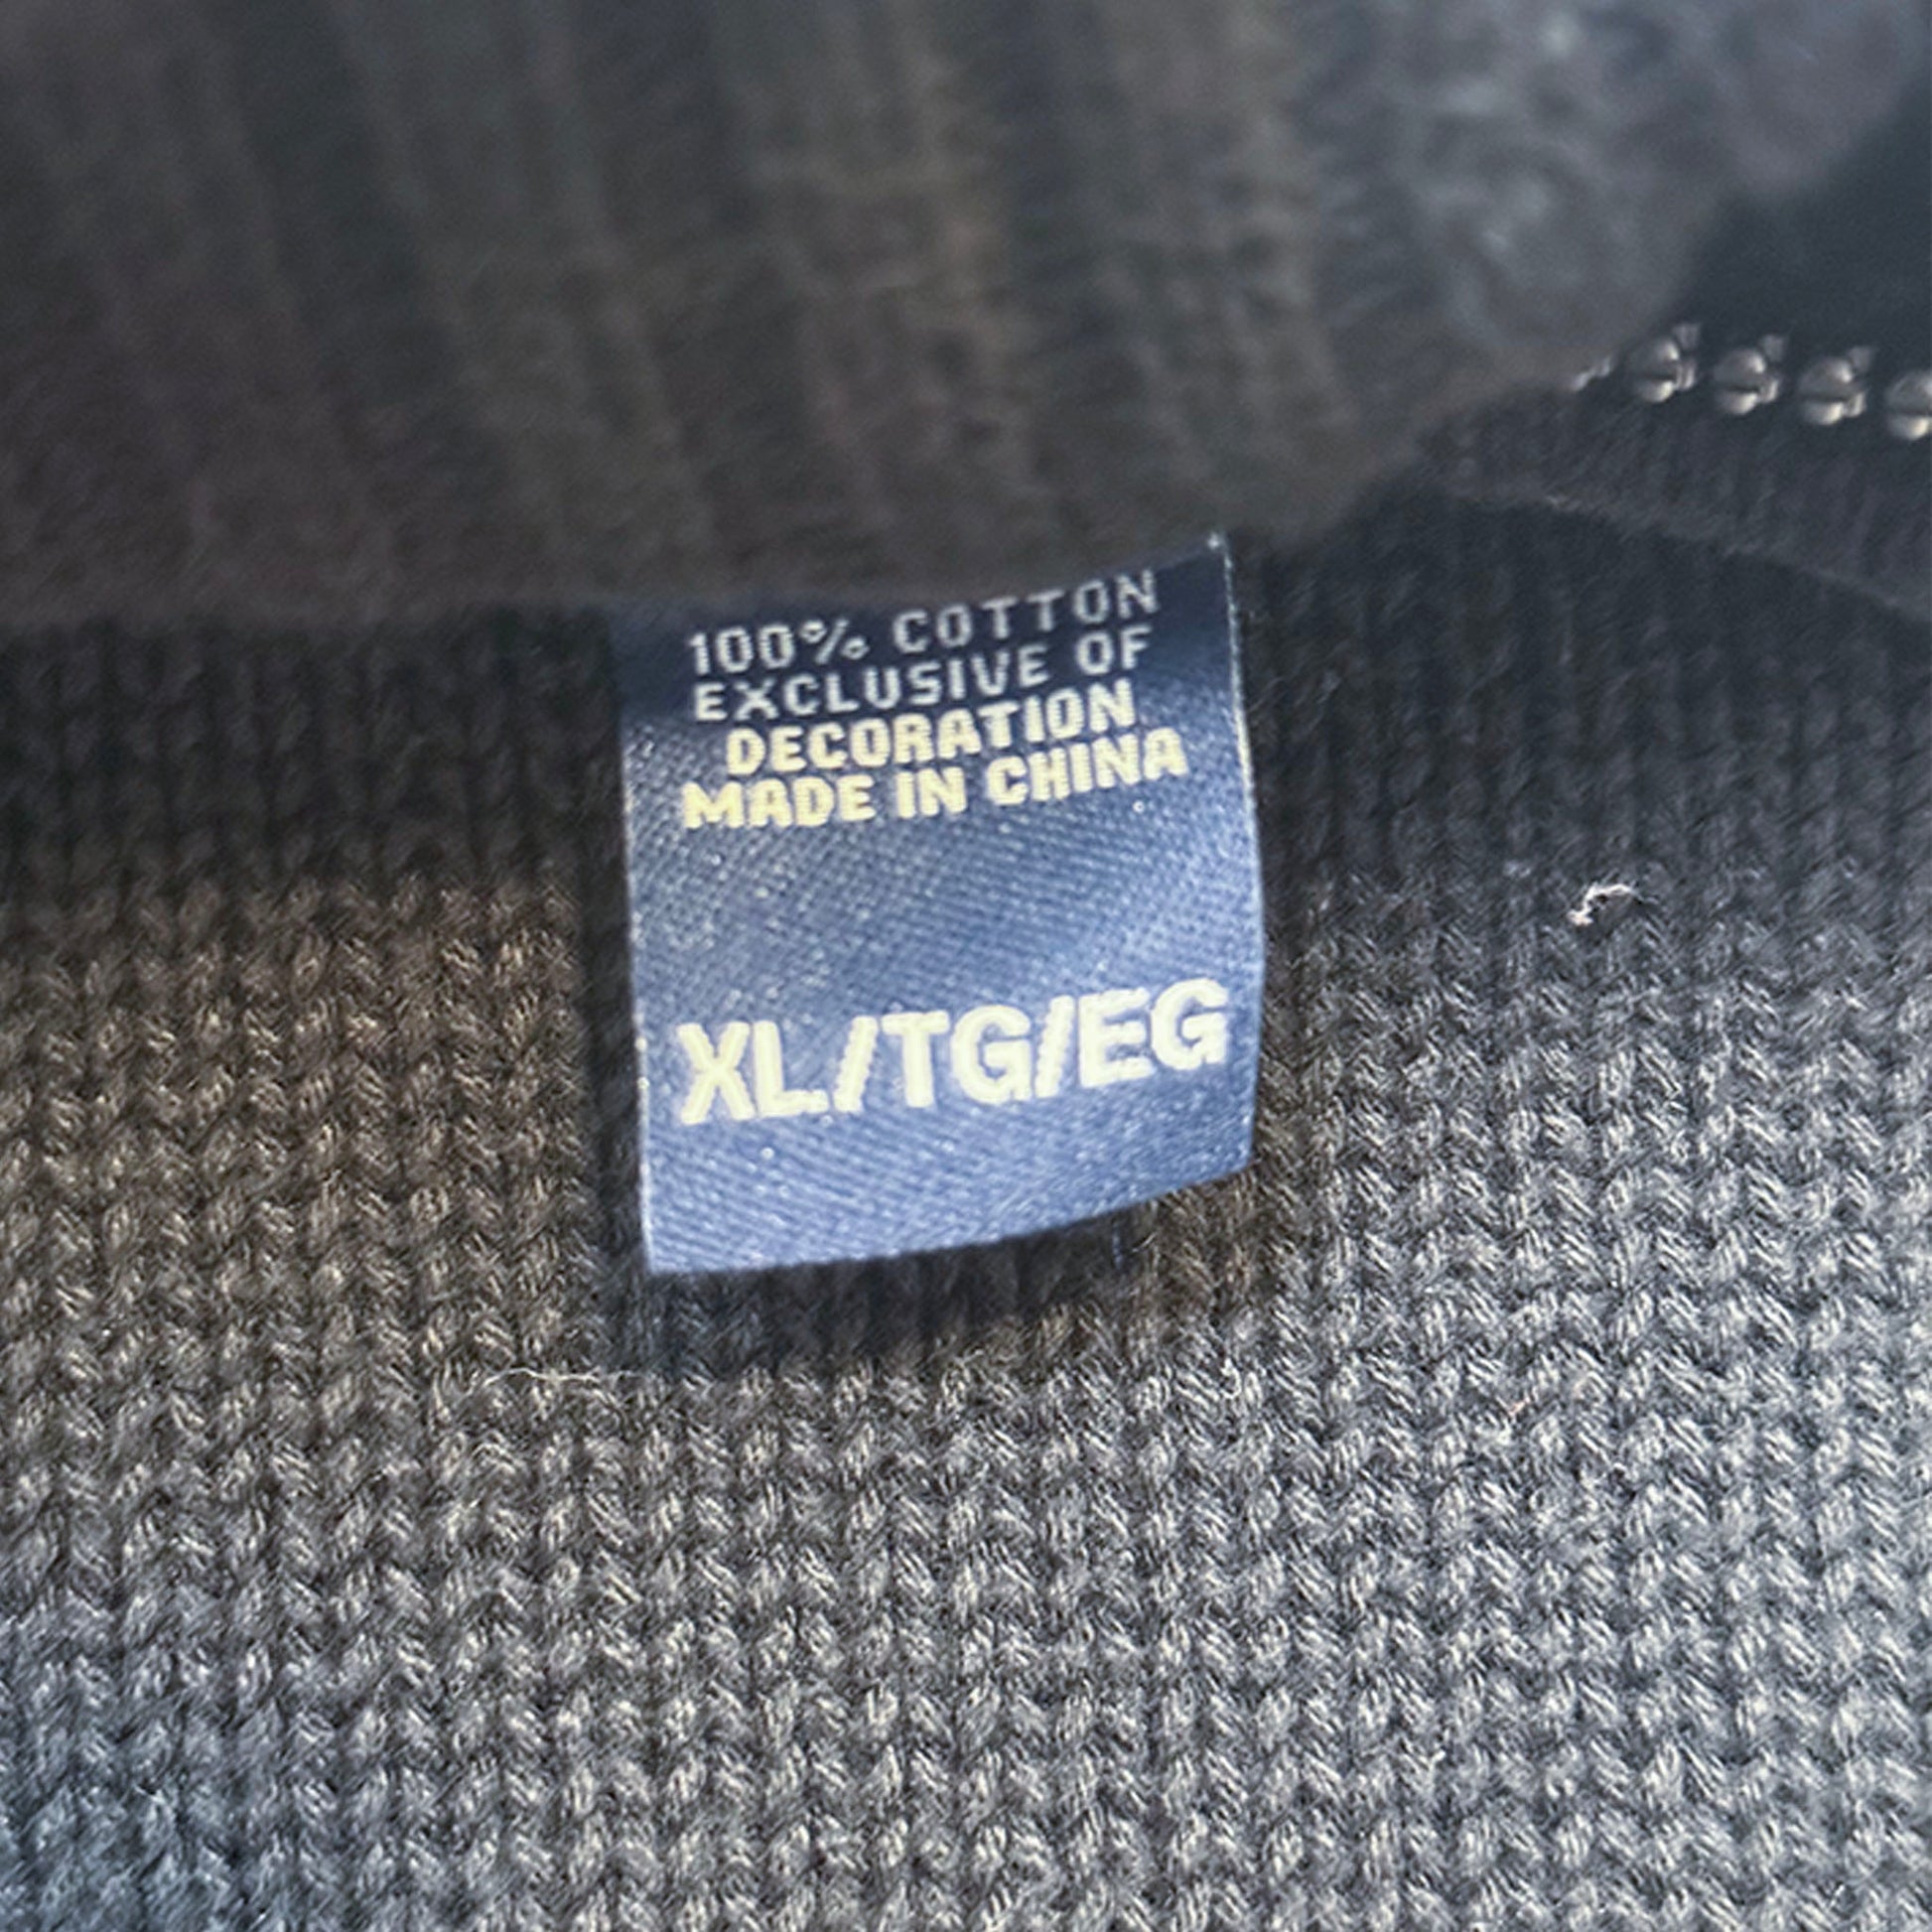 100% COTTON
EXCLUSIVE OF
DECORATION
MADE IN CHINA
XL/TG/EG